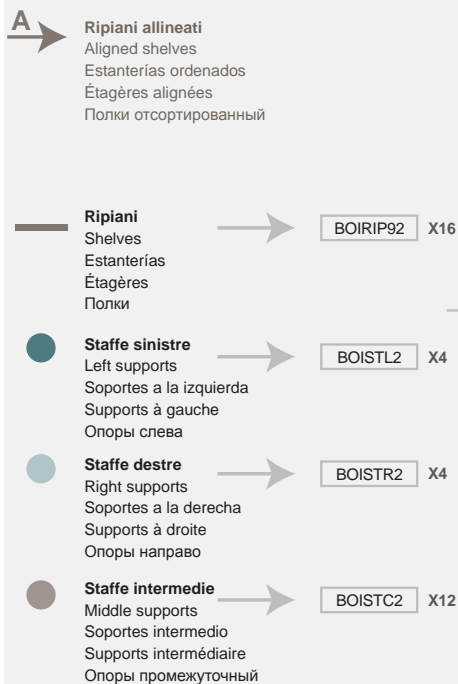 A
Ripiani allineati
Aligned shelves
Estanterías ordenados
Étagères alignées
Полки отсортированный
Ripiani
Shelves
Estanterías
Étagères
Полки
BOIRIP92 X16
Staffe sinistre
Left supports
Soportes a la izquierda
Supports à gauche
Опоры слева
BOISTL2 X4
Staffe destre
Right supports
Soportes a la derecha
Supports à droite
Опоры направо
BOISTR2 X4
Staffe intermedie
Middle supports
Soportes intermedio
Supports intermédiaire
Опоры промежуточный
BOISTC2 X12